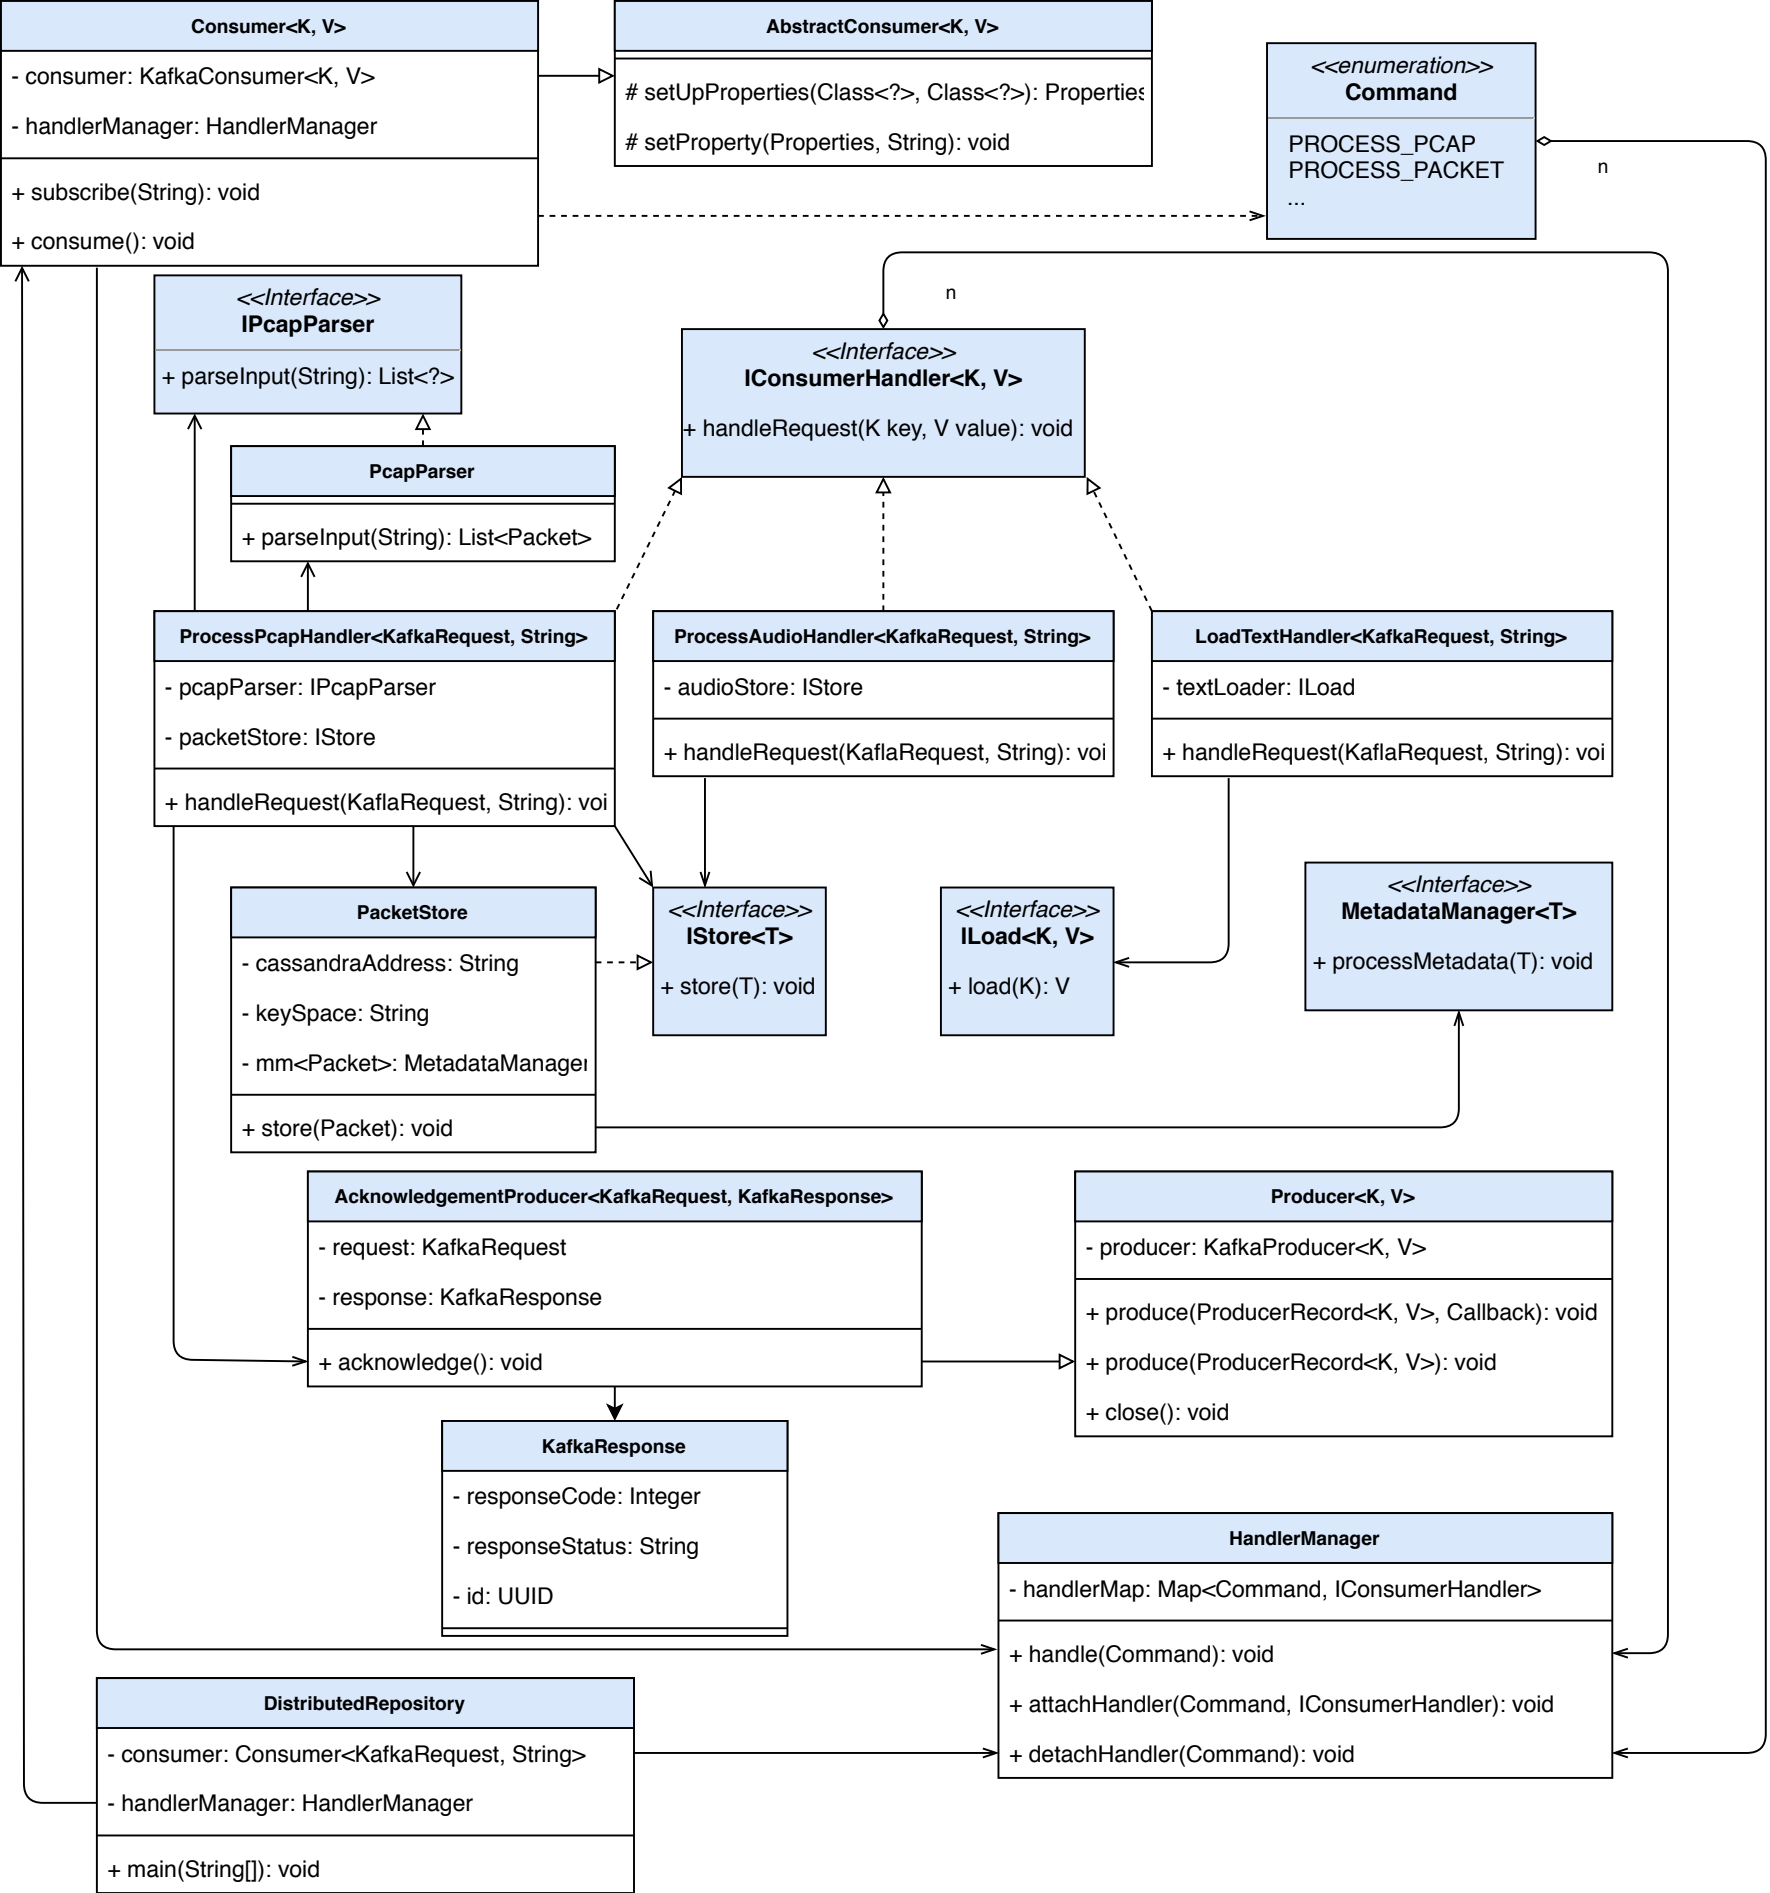 Consumer<K, V>
- consumer: KafkaConsumer<K, V>
- handlerManager: HandlerManager
+ subscribe(String): void
+ consume(): void
AbstractConsumer<K, V>
# setUpProperties(Class<?>, Class<?>): Properties
# setProperty(Properties, String): void
<<enumeration>>
Command
PROCESS_PCAP
PROCESS_PACKET
...
n
<<Interface>>
IPcapParser
+ parseInput(String): List<?>
n
<<Interface>>
IConsumerHandler<K, V>
+ handleRequest(K key, V value): void
PcapParser
+ parseInput(String): List<Packet>
ProcessPcapHandler<KafkaRequest, String>
- pcapParser: IPcapParser
- packetStore: IStore
+ handleRequest(KaflaRequest, String): voi
ProcessAudioHandler<KafkaRequest, String>
- audioStore: IStore
+ handleRequest(KaflaRequest, String): voi
LoadTextHandler<KafkaRequest, String>
- textLoader: ILoad
+ handleRequest(KaflaRequest, String): voi
PacketStore
- cassandraAddress: String
- keySpace: String
- mm<Packet>: MetadataManager
+ store(Packet): void
<<Interface>>
IStore<T>
+ store(T): void
<<Interface>>
ILoad<K, V>
+ load(K): V
<<Interface>>
MetadataManager<T>
+ processMetadata(T): void
AcknowledgementProducer<KafkaRequest, KafkaResponse>
- request: KafkaRequest
- response: KafkaResponse
+ acknowledge(): void
Producer<K, V>
- producer: KafkaProducer<K, V>
+ produce(ProducerRecord<K, V>, Callback): void
+ produce(ProducerRecord<K, V>): void
+ close(): void
KafkaResponse
- responseCode: Integer
- responseStatus: String
- id: UUID
HandlerManager
- handlerMap: Map<Command, IConsumerHandler>
+ handle(Command): void
+ attachHandler(Command, IConsumerHandler): void
+ detachHandler(Command): void
DistributedRepository
- consumer: Consumer<KafkaRequest, String>
- handlerManager: HandlerManager
+ main(String[]): void